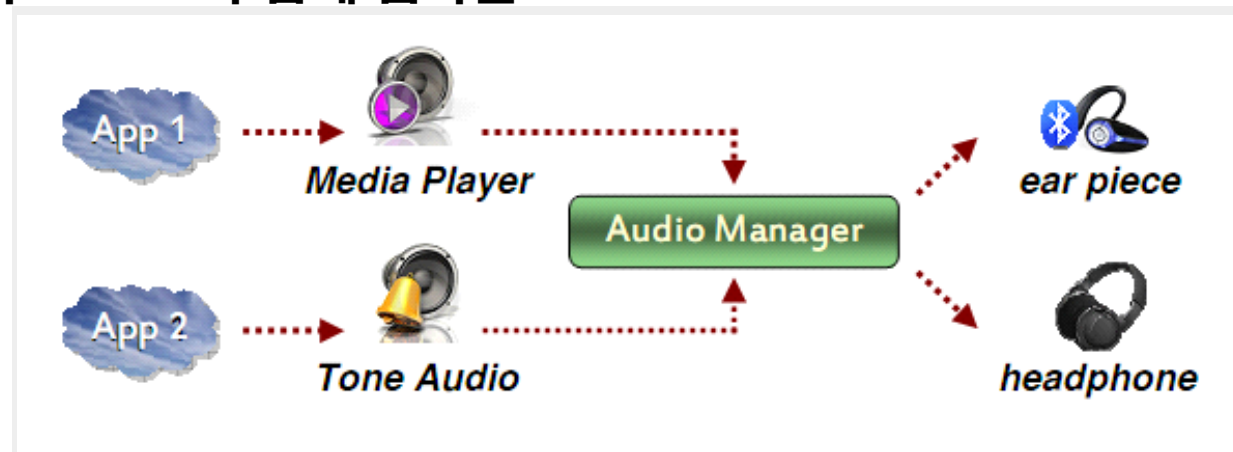 App 1
Media Player
ear piece
Audio Manager
App 2
Tone Audio
headphone